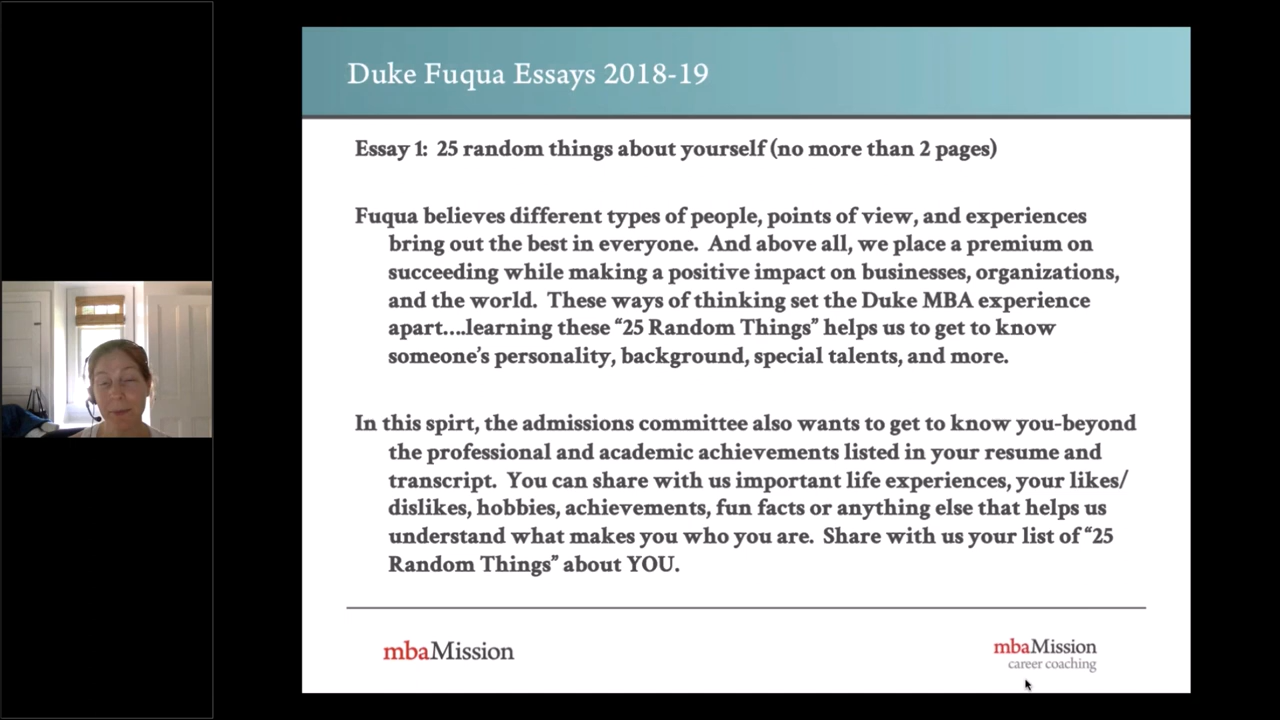 Duke Fuqua Essays 2018-19
Essay 1: 25 random things about yourself (no more than 2 pages)
Fuqua believes different types of people, points of view, and experiences
bring out the best in everyone. And above all, we place a premium on
succeeding while making a positive impact on businesses, organizations,
and the world. These ways of thinking set the Duke MBA experience
apart....learning these “25 Random Things” helps us to get to know
someone’s personality, background, special talents, and more.
In this spirt, the admissions committee also wants to get to know you-beyond
the professional and academic achievements listed in your resume and
transcript. You can share with us important life experiences, your likes/
dislikes, hobbies, achievements, fun facts or anything else that helps us
understand what makes you who you are. Share with us your list of “25
Random Things” about YOU.
mbaMission
mbaMission
career coaching